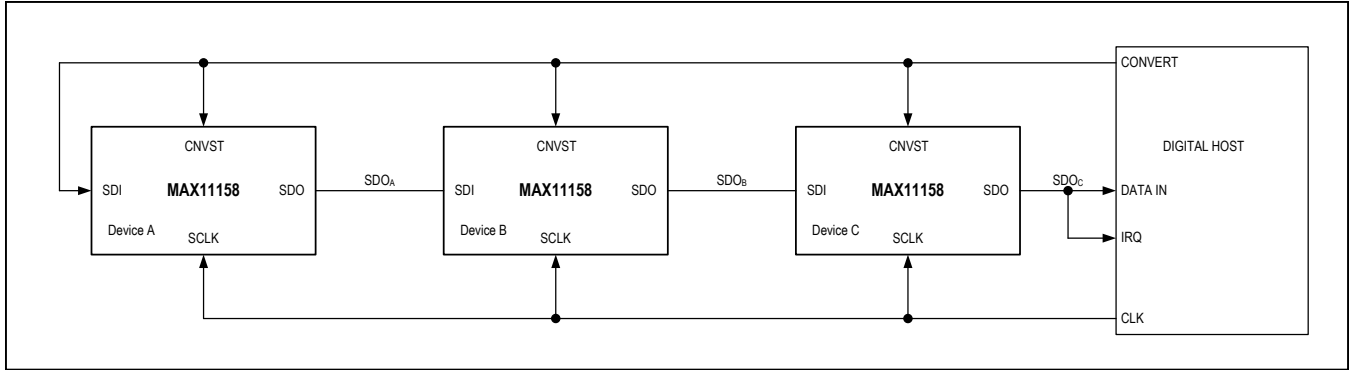 CONVERT
CNVST
CNVST
CNVST
DIGITAL HOST
SDI MAX11158 SDO
SDOA
SDI MAX11158 SDO
SDOB
SDI MAX11158 SDO
SDOC
DATA IN
Device A
Device B
Device C
IRQ
SCLK
SCLK
SCLK
CLK